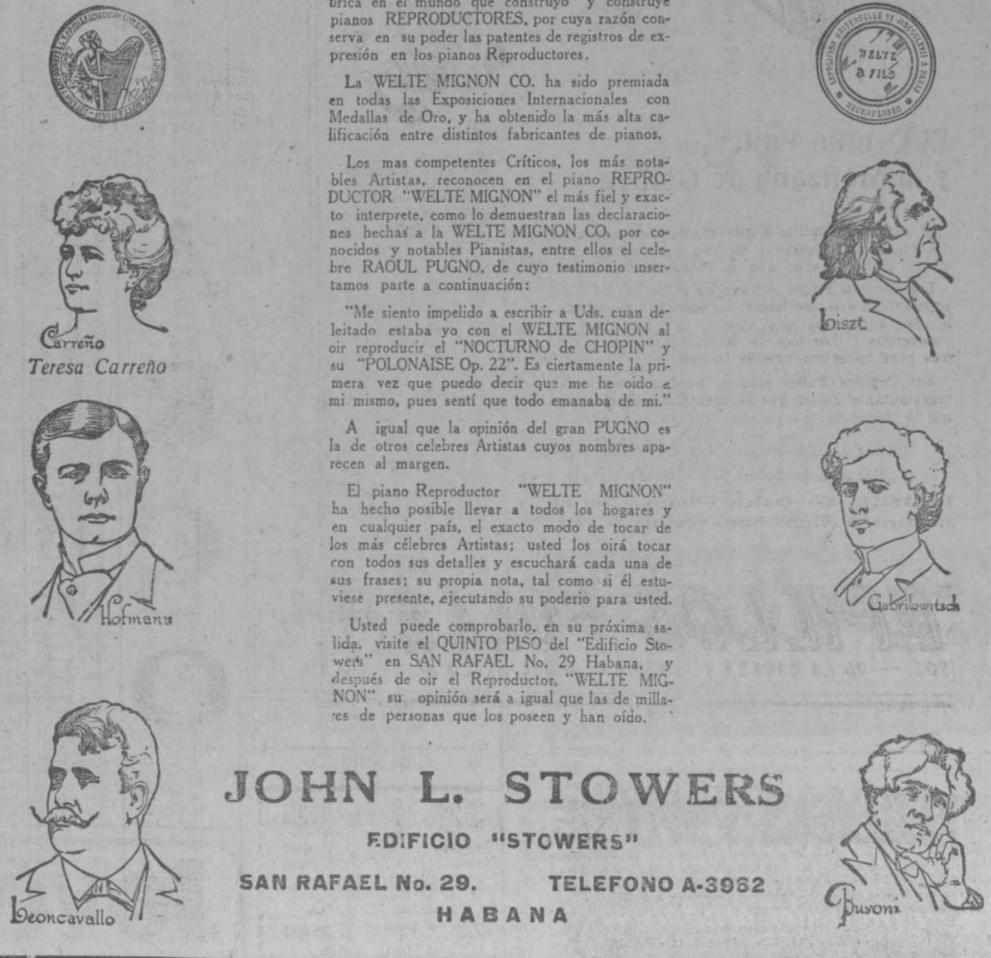 brica en el mundo que construyó y construye
pianos REPRODUCTORES, por cuya razón con-
serva en su poder las patentes de registros de ex-
presión en los pianos Reproductores.
La WELTE MIGNON CO. ha sido premiada
en todas las Exposiciones Internacionales con
Medallas de Oro, y ha obtenido la más alta ca-
lificación entre distintos fabricantes de pianos.
Los mas competentes Críticos, los más nota-
bles Artistas, reconocen en el piano REPRO-
DUCTOR "WELTE MIGNON" el más fiel y exac-
to interprete, como lo demuestran las declaracio-
nes hechas a la WELTE MIGNON CO. por co-
nocidos y notables Pianistas, entre ellos el cele-
bre RAOUL PUGNO, de cuyo testimonio inser-
tamos parte a continuación:
"Me siento impelido a escribir a Uds. cuan de-
leitado estaba yo con el WELTE MIGNON al
oir reproducir el "NOCTURNO de CHOPIN" y
su "POLONAISE Op. 22". Es ciertamente la pri-
mera vez que puedo decir que me he oido a
mi mismo, pues sentí que todo emanaba de mi."
A igual que la opinión del gran PUGNO es
la de otros celebres Artistas cuyos nombres apa-
recen al margen.
El piano Reproductor "WELTE MIGNON"
ha hecho posible llevar a todos los hogares y
en cualquier país, el exacto modo de tocar de
los más célebres Artistas; usted los oirá tocar
con todos sus detalles y escuchará cada una de
sus frases; su propia nota, tal como si él estu-
viese presente, ejecutando su poderio para usted.
Usted puede comprobarlo, en su próxima sa-
lida, visite el QUINTO PISO del "Edificio Sto-
wers" en SAN RAFAEL No. 29 Habana, y
después de oir el Reproductor, "WELTE MIG-
NON" su opinión será a igual que las de milla-
res de personas que los poseen y han oído.
Carreño
Teresa Carreño
Hofmann
Leoncavallo
WELTE
& FILS
Liszt
Gabrilowitsch
Busoni
JOHN L. STOWERS
EDIFICIO "STOWERS"
SAN RAFAEL No. 29. TELEFONO A-3962
HABANA